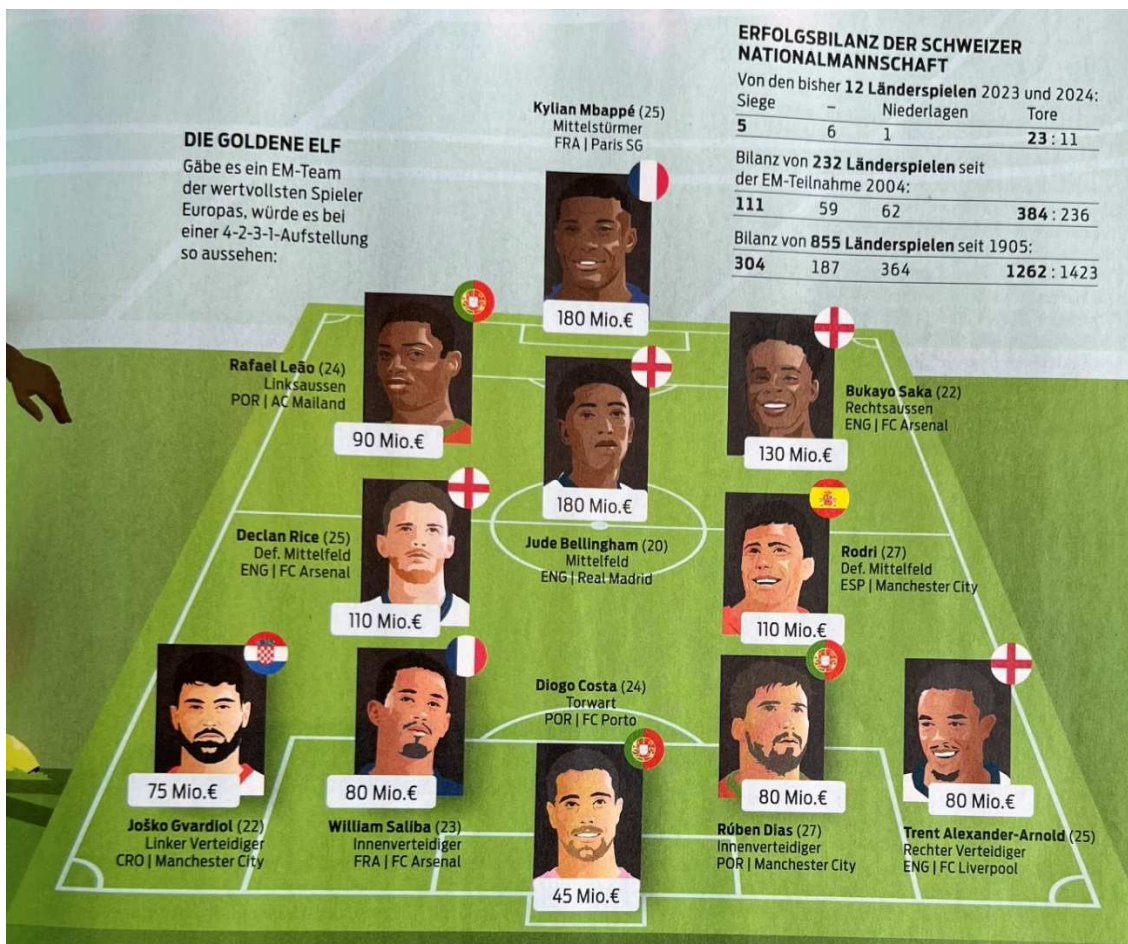 DIE GOLDENE ELF
Gäbe es ein EM-Team
der wertvollsten Spieler
Europas, würde es bei
einer 4-2-3-1-Aufstellung
so aussehen:
ERFOLGSBILANZ DER SCHWEIZER
NATIONALMANNSCHAFT
Von den bisher 12 Länderspielen 2023 und 2024:
Siege – Niederlagen Tore
5 6 1 23 : 11
Bilanz von 232 Länderspielen seit
der EM-Teilnahme 2004:
111 59 62 384 : 236
Bilanz von 855 Länderspielen seit 1905:
304 187 364 1262 : 1423
Kylian Mbappé (25)
Mittelstürmer
FRA | Paris SG
180 Mio.€
Rafael Leão (24)
Linksaussen
POR | AC Mailand
90 Mio.€
180 Mio.€
Jude Bellingham (20)
Mittelfeld
ENG | Real Madrid
Bukayo Saka (22)
Rechtsaussen
ENG | FC Arsenal
130 Mio.€
Declan Rice (25)
Def. Mittelfeld
ENG | FC Arsenal
110 Mio.€
Rodri (27)
Def. Mittelfeld
ESP | Manchester City
110 Mio.€
75 Mio.€
Joško Gvardiol (22)
Linker Verteidiger
CRO | Manchester City
80 Mio.€
William Saliba (23)
Innenverteidiger
FRA | FC Arsenal
Diogo Costa (24)
Torwart
POR | FC Porto
45 Mio.€
80 Mio.€
Rúben Dias (27)
Innenverteidiger
POR | Manchester City
80 Mio.€
Trent Alexander-Arnold (25)
Rechter Verteidiger
ENG | FC Liverpool